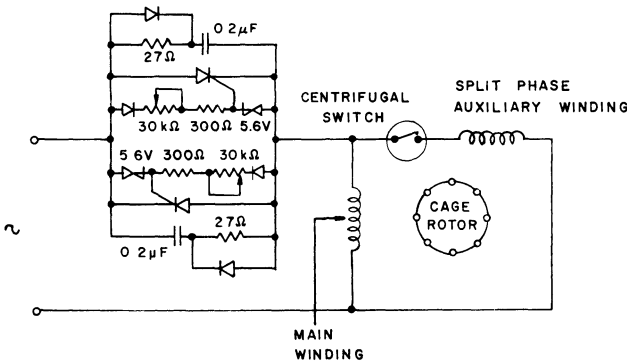 0 2µF
27Ω
30kΩ 300Ω 5.6V
5 6V 300Ω 30kΩ
27Ω
0 2µF
CENTRIFUGAL
SWITCH
SPLIT PHASE
AUXILIARY WINDING
CAGE
ROTOR
MAIN
WINDING
~